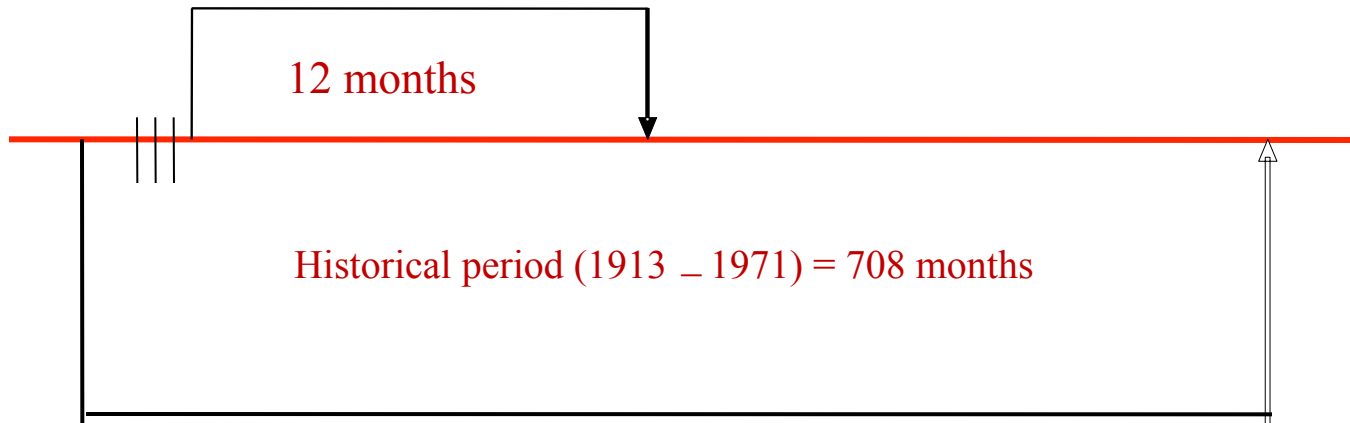 12 months
Historical period (1913 – 1971) = 708 months